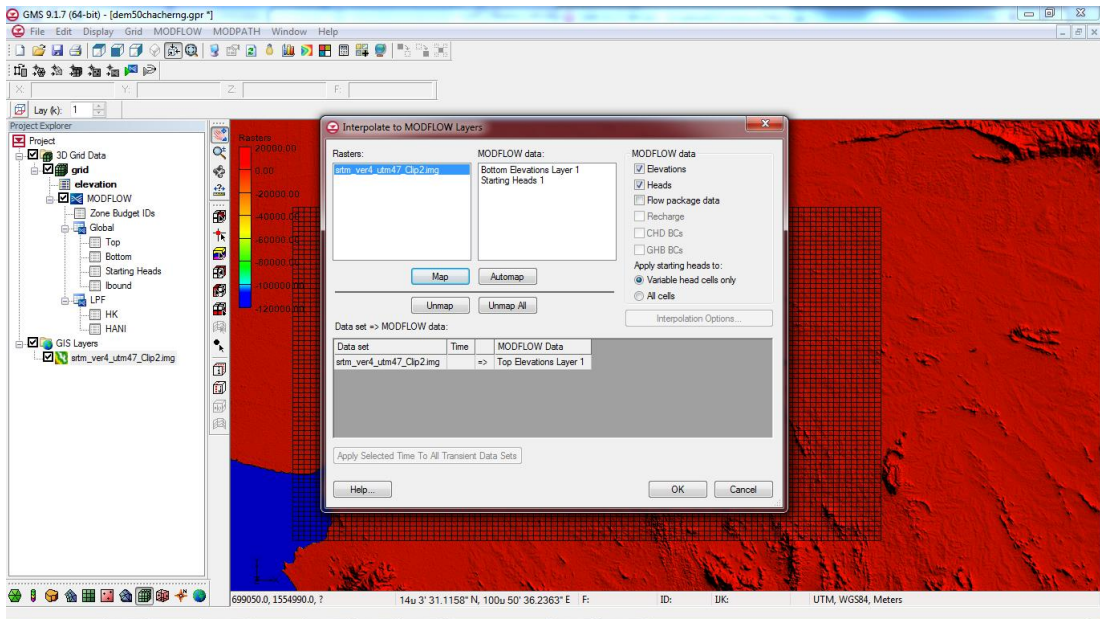 GMS 9.1.7 (64-bit) - [dem50chacherng.gpr *]
File Edit Display Grid MODFLOW MODPATH Window Help
X: Y: Z: F:
Lay (k): 1
Project Explorer
Project
3D Grid Data
grid
elevation
MODFLOW
Zone Budget IDs
Global
Top
Bottom
Starting Heads
Ibound
LPF
HK
HANI
GIS Layers
srtm_ver4_utm47_Clip2.img
Rasters
20000.00
0.00
-20000.00
-40000.00
-60000.00
-80000.00
-100000.00
-120000.00
Interpolate to MODFLOW Layers
Rasters:
srtm_ver4_utm47_Clip2.img
MODFLOW data:
Bottom Elevations Layer 1
Starting Heads 1
MODFLOW data
Elevations
Heads
Flow package data
Recharge
CHD BCs
GHB BCs
Apply starting heads to:
Variable head cells only
All cells
Interpolation Options...
Map Automap
Unmap Unmap All
Data set => MODFLOW data:
Data set Time MODFLOW Data
srtm_ver4_utm47_Clip2.img => Top Elevations Layer 1
Apply Selected Time To All Transient Data Sets
Help... OK Cancel
699050.0, 1554990.0, ? 14u 3' 31.1158" N, 100u 50' 36.2363" E F: ID: IJK: UTM, WGS84, Meters